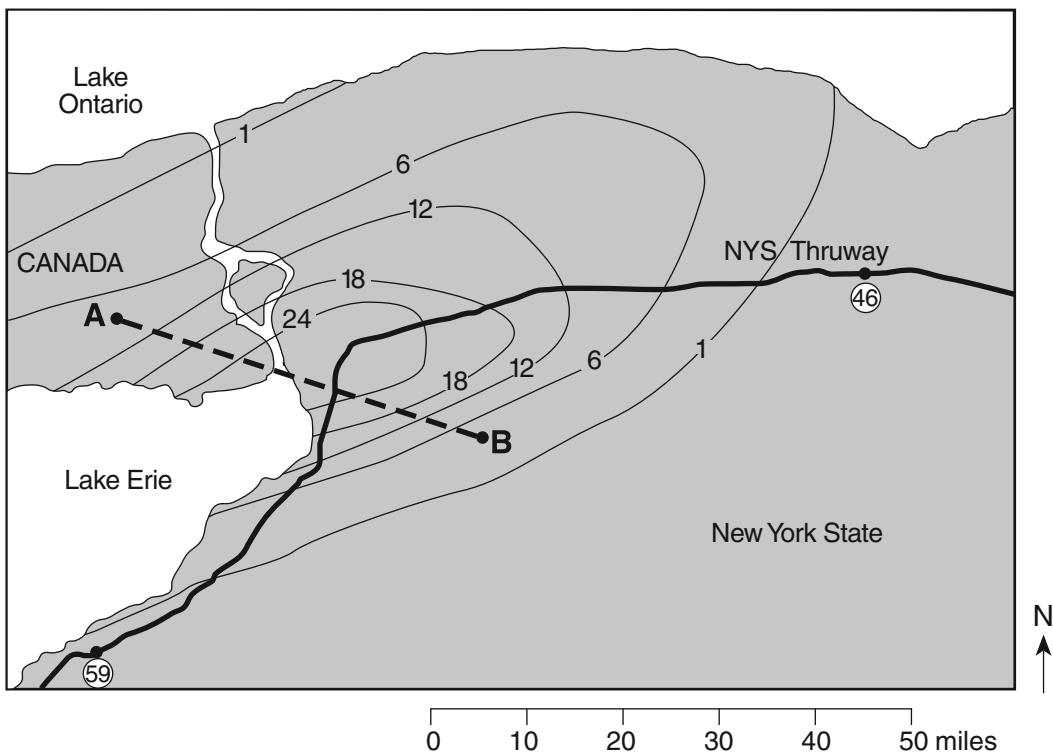 Lake
Ontario
1
6
12
CANADA
NYS Thruway
18
46
A
24
1
6
12
18
B
Lake Erie
New York State
N
59
0 10 20 30 40 50 miles